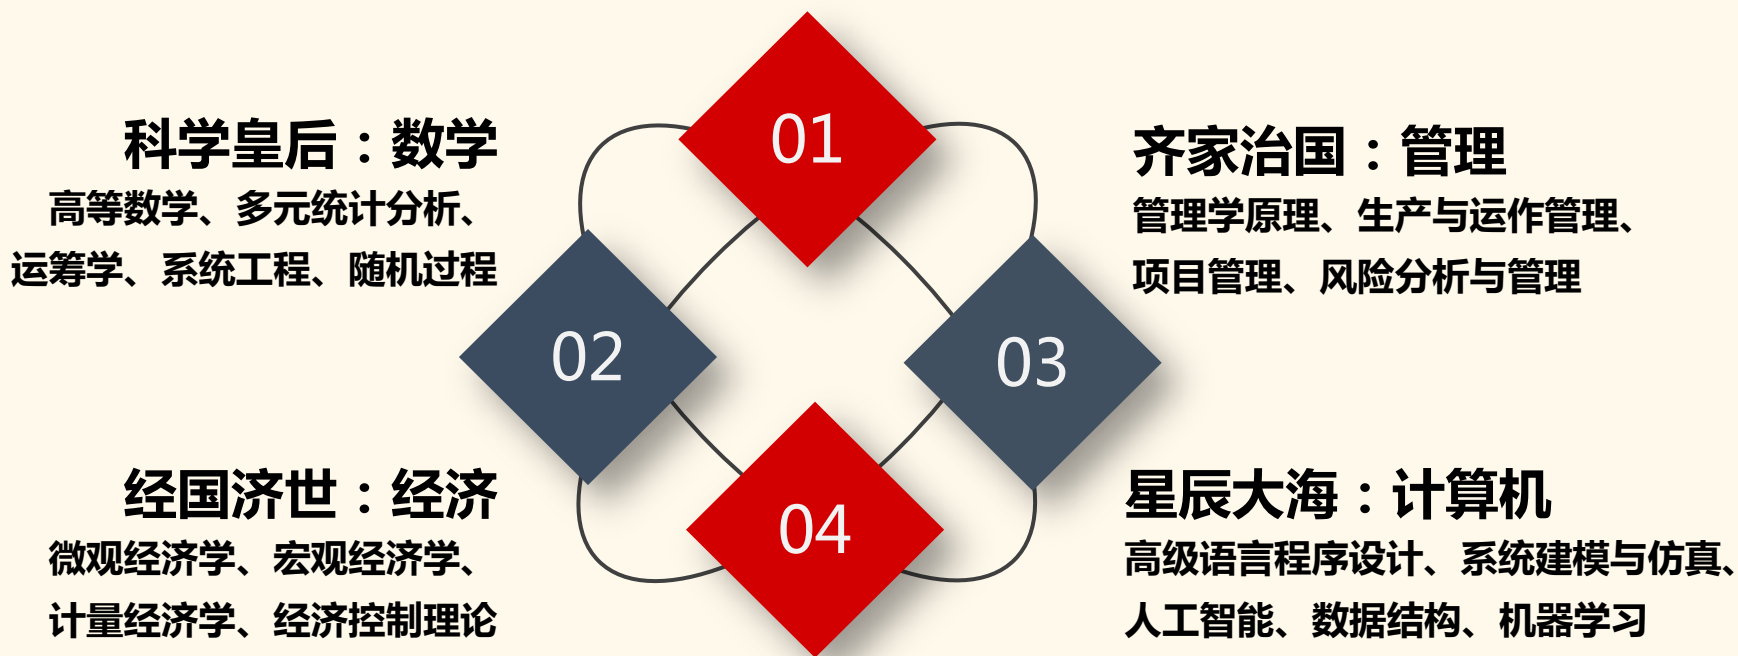 01
科学皇后：数学
高等数学、多元统计分析、
运筹学、系统工程、随机过程
齐家治国：管理
管理学原理、生产与运作管理、
项目管理、风险分析与管理
02
03
经国济世：经济
微观经济学、宏观经济学、
计量经济学、经济控制理论
04
星辰大海：计算机
高级语言程序设计、系统建模与仿真、
人工智能、数据结构、机器学习